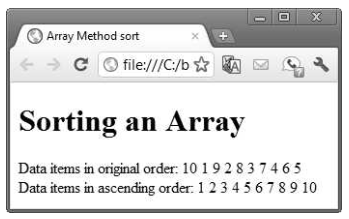 Array Method sort
file:///C:/b
Sorting an Array
Data items in original order: 10 1 9 2 8 3 7 4 6 5
Data items in ascending order: 1 2 3 4 5 6 7 8 9 10